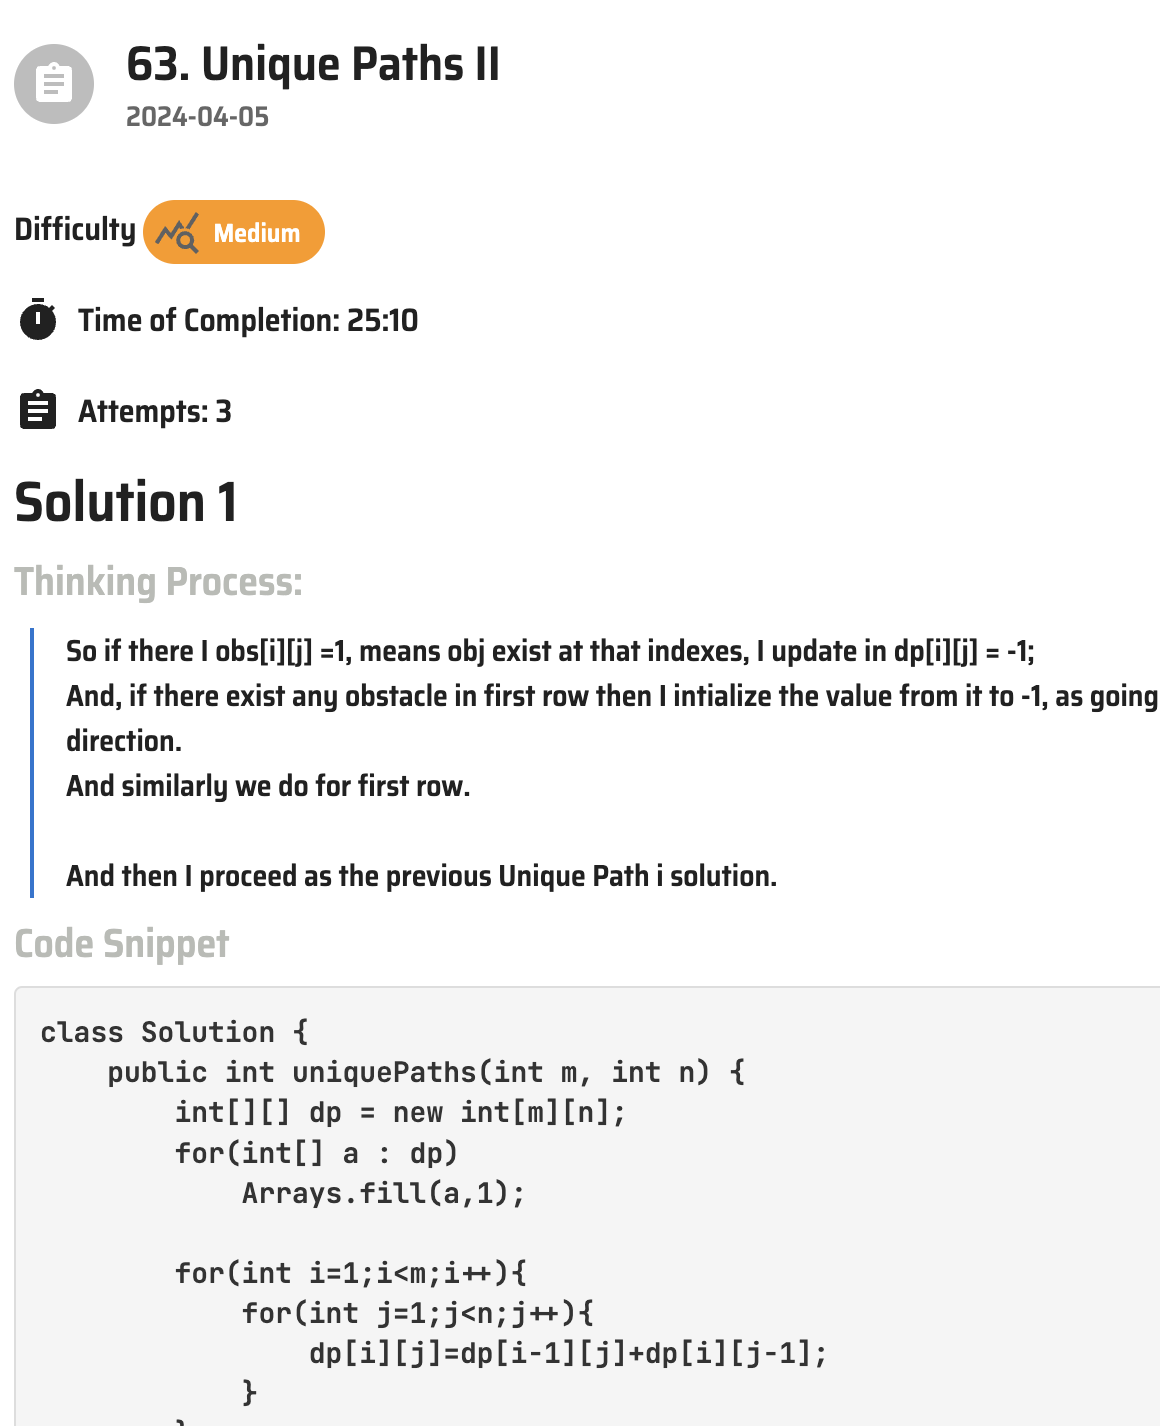 63. Unique Paths II
2024-04-05
Difficulty Medium
Time of Completion: 25:10
Attempts: 3
Solution 1
Thinking Process:
So if there I obs[i][j] =1, means obj exist at that indexes, I update in dp[i][j] = -1;
And, if there exist any obstacle in first row then I intialize the value from it to -1, as going
direction.
And similarly we do for first row.
And then I proceed as the previous Unique Path i solution.
Code Snippet
class Solution {
    public int uniquePaths(int m, int n) {
        int[][] dp = new int[m][n];
        for(int[] a : dp)
            Arrays.fill(a,1);
        for(int i=1;i<m;i++){
            for(int j=1;j<n;j++){
                dp[i][j]=dp[i-1][j]+dp[i][j-1];
            }